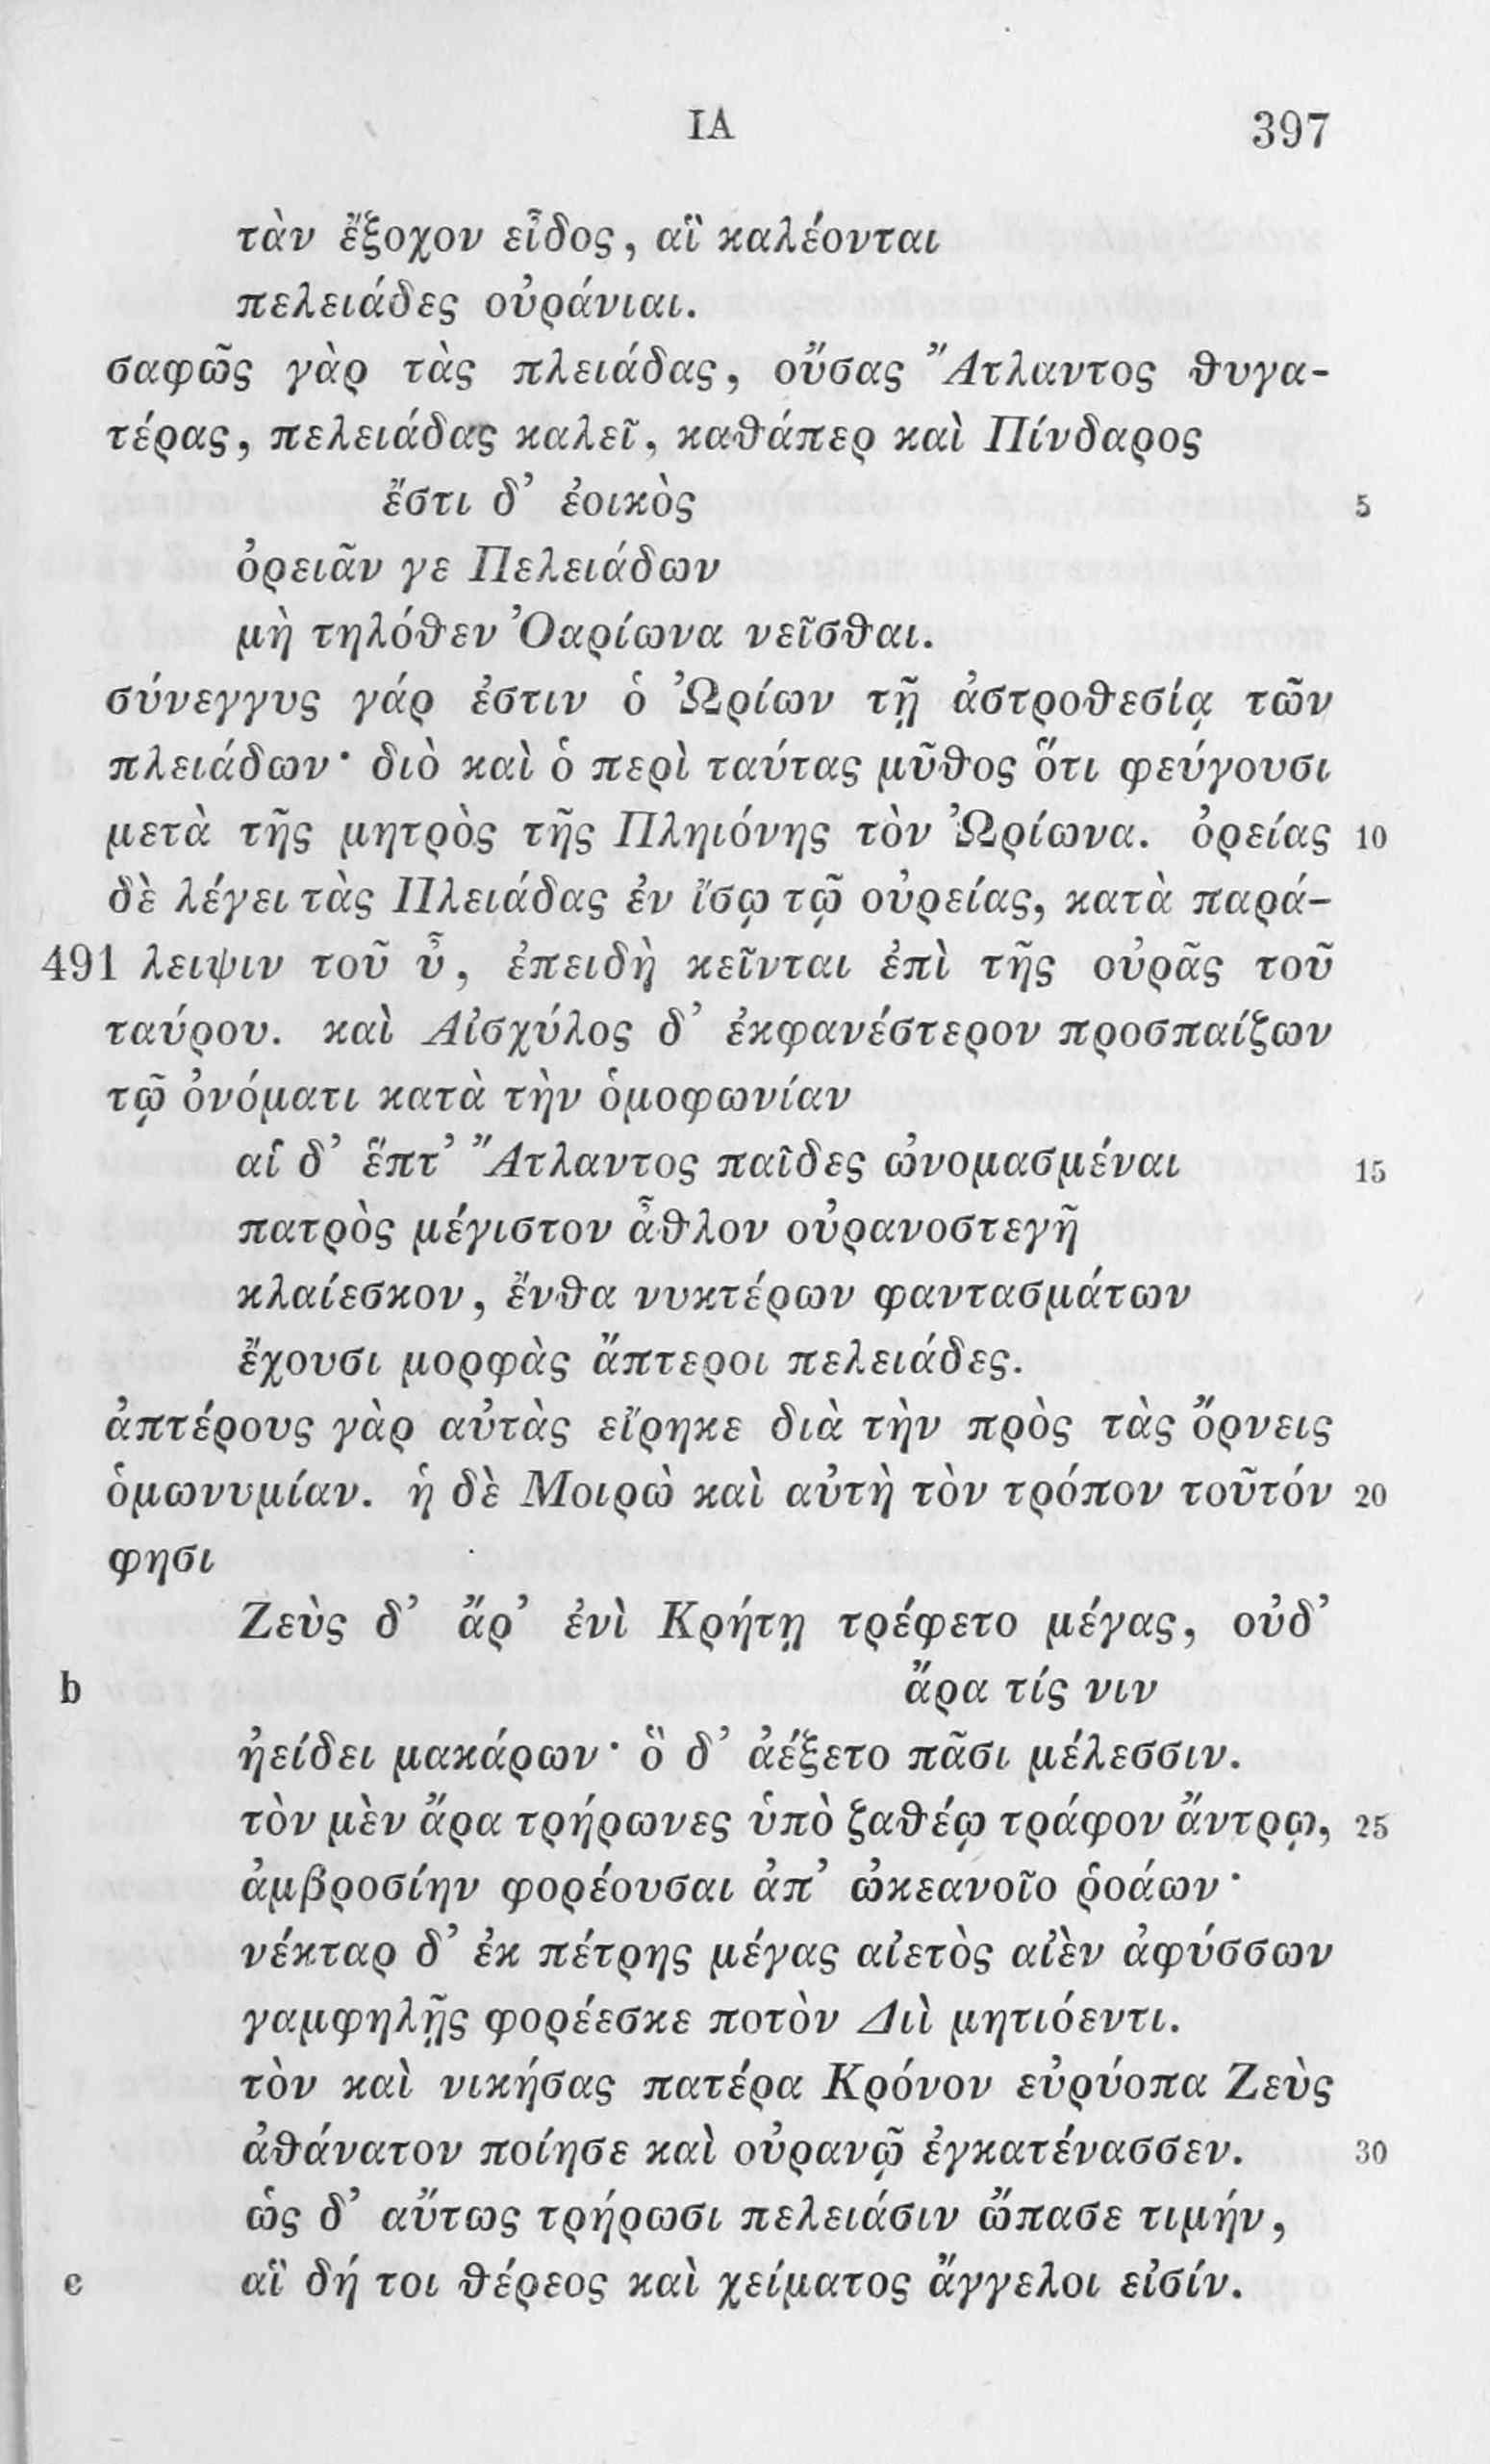 ΙΑ 397
τὰν ἔξοχον εἶδος, αἳ καλέονται
πελειάδες οὐράνιαι.
σαφῶς γὰρ τὰς πλειάδας, οὔσας Ἄτλαντος θυγα-
τέρας, πελειάδας καλεῖ, καθάπερ καὶ Πίνδαρος
ἔστι δ’ ἐοικὸς 5
ὀρειᾶν γε Πελειάδων
μὴ τηλόθεν Ὀαρίωνα νεῖσθαι.
σύνεγγυς γάρ ἐστιν ὁ Ὠρίων τῇ ἀστροθεσίᾳ τῶν
πλειάδων· διὸ καὶ ὁ περὶ ταύτας μῦθος ὅτι φεύγουσι
μετὰ τῆς μητρὸς τῆς Πληιόνης τὸν Ὠρίωνα. ὀρείας 10
δὲ λέγει τὰς Πλειάδας ἐν ἴσῳ τῷ οὐρείας, κατὰ παρά-
491 λειψιν τοῦ ὖ, ἐπειδὴ κεῖνται ἐπὶ τῆς οὐρᾶς τοῦ
ταύρου. καὶ Αἰσχύλος δ’ ἐκφανέστερον προσπαίζων
τῷ ὀνόματι κατὰ τὴν ὁμοφωνίαν
αἱ δ’ ἕπτ’ Ἄτλαντος παῖδες ὠνομασμέναι 15
πατρὸς μέγιστον ἆθλον οὐρανοστεγῆ
κλαίεσκον, ἔνθα νυκτέρων φαντασμάτων
ἔχουσι μορφὰς ἄπτεροι πελειάδες.
ἀπτέρους γὰρ αὐτὰς εἴρηκε διὰ τὴν πρὸς τὰς ὄρνεις
ὁμωνυμίαν. ἡ δὲ Μοιρὼ καὶ αὐτὴ τὸν τρόπον τοῦτόν 20
φησι
Ζεὺς δ’ ἄρ’ ἐνὶ Κρήτῃ τρέφετο μέγας, οὐδ’
b ἄρα τίς νιν
ἠείδει μακάρων· ὃ δ’ ἀέξετο πᾶσι μέλεσσιν.
τὸν μὲν ἄρα τρήρωνες ὑπὸ ζαθέῳ τράφον ἄντρῳ, 25
ἀμβροσίην φορέουσαι ἀπ’ ὠκεανοῖο ῥοάων·
νέκταρ δ’ ἐκ πέτρης μέγας αἰετὸς αἰὲν ἀφύσσων
γαμφηλῇς φορέεσκε ποτὸν Διὶ μητιόεντι.
τὸν καὶ νικήσας πατέρα Κρόνον εὐρύοπα Ζεὺς
ἀθάνατον ποίησε καὶ οὐρανῷ ἐγκατένασσεν. 30
ὡς δ’ αὔτως τρήρωσι πελειάσιν ὤπασε τιμήν,
c αἳ δή τοι θέρεος καὶ χείματος ἄγγελοι εἰσίν.